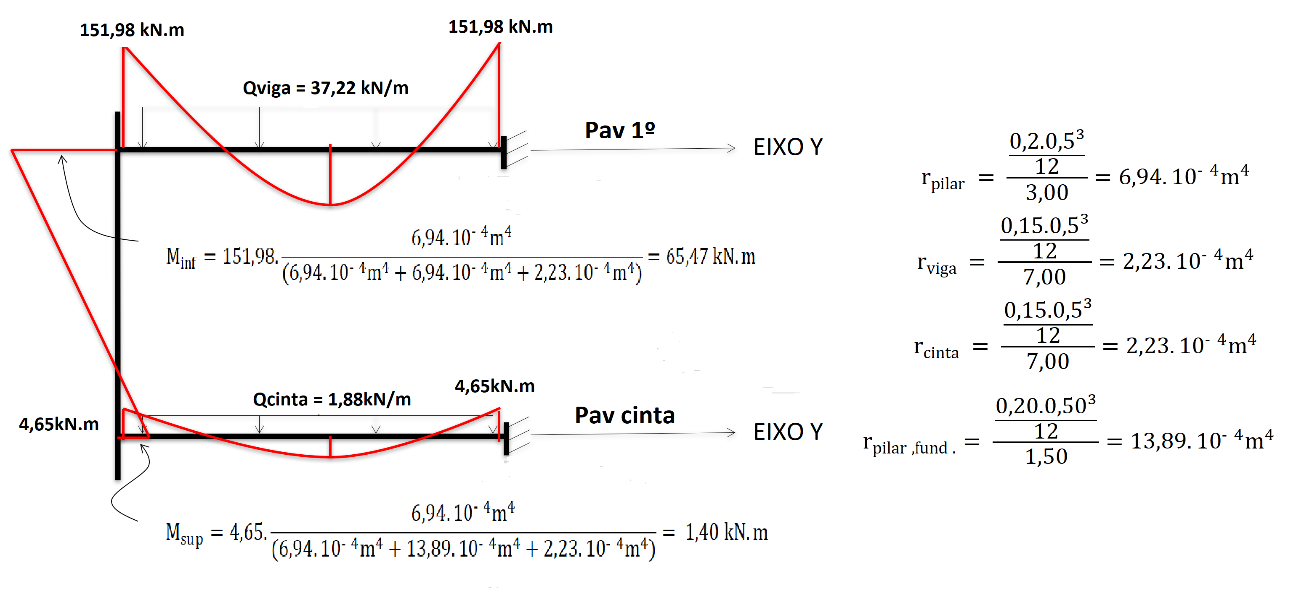 151,98 kN.m
151,98 kN.m
Qviga = 37,22 kN/m
Pav 1º
EIXO Y
M_inf = 151,98. 6,94.10⁻⁴m⁴ / (6,94.10⁻⁴m⁴ + 6,94.10⁻⁴m⁴ + 2,23.10⁻⁴m⁴) = 65,47 kN.m
Qcinta = 1,88kN/m
4,65kN.m
4,65kN.m
Pav cinta
EIXO Y
M_sup = 4,65. 6,94.10⁻⁴m⁴ / (6,94.10⁻⁴m⁴ + 13,89.10⁻⁴m⁴ + 2,23.10⁻⁴m⁴) = 1,40 kN.m
r_pilar = (0,2.0,5³ / 12) / 3,00 = 6,94.10⁻⁴m⁴
r_viga = (0,15.0,5³ / 12) / 7,00 = 2,23.10⁻⁴m⁴
r_cinta = (0,15.0,5³ / 12) / 7,00 = 2,23.10⁻⁴m⁴
r_pilar ,fund . = (0,20.0,50³ / 12) / 1,50 = 13,89.10⁻⁴m⁴